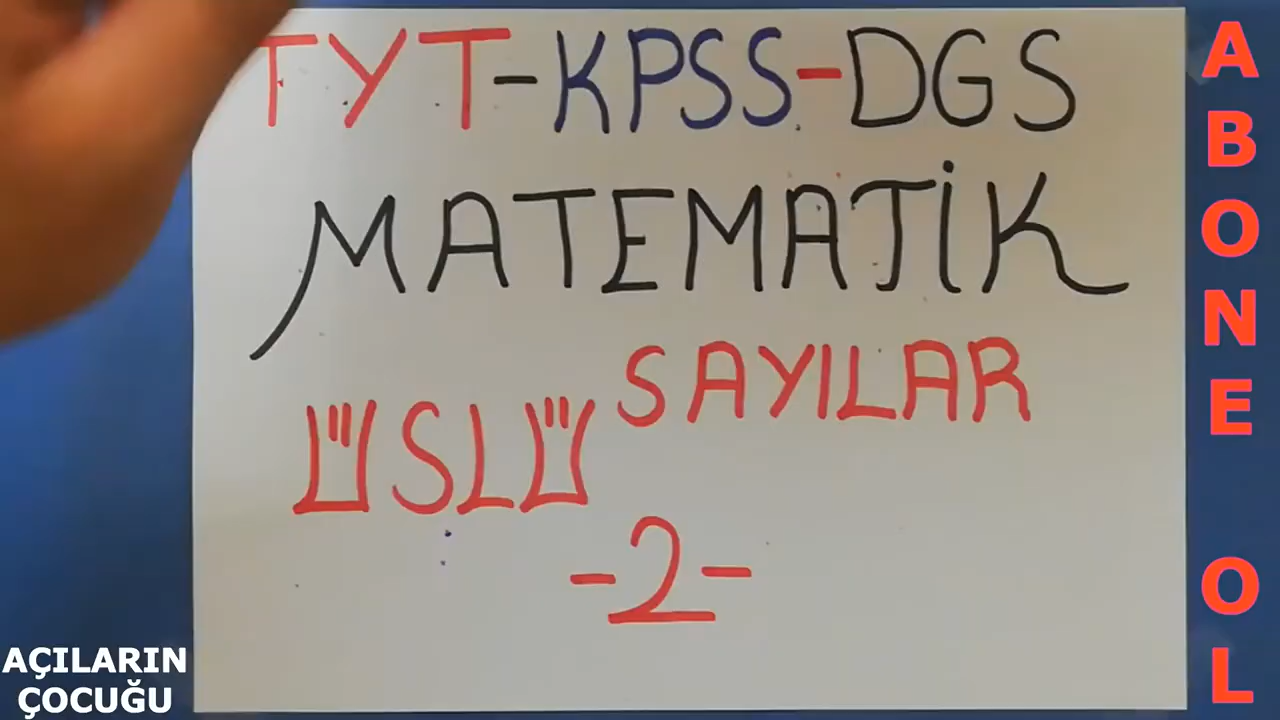 TYT-KPSS-DGS
MATEMATİK
ÜSLÜ SAYILAR
-2-
ABONE OL
AÇILARIN
ÇOCUĞU